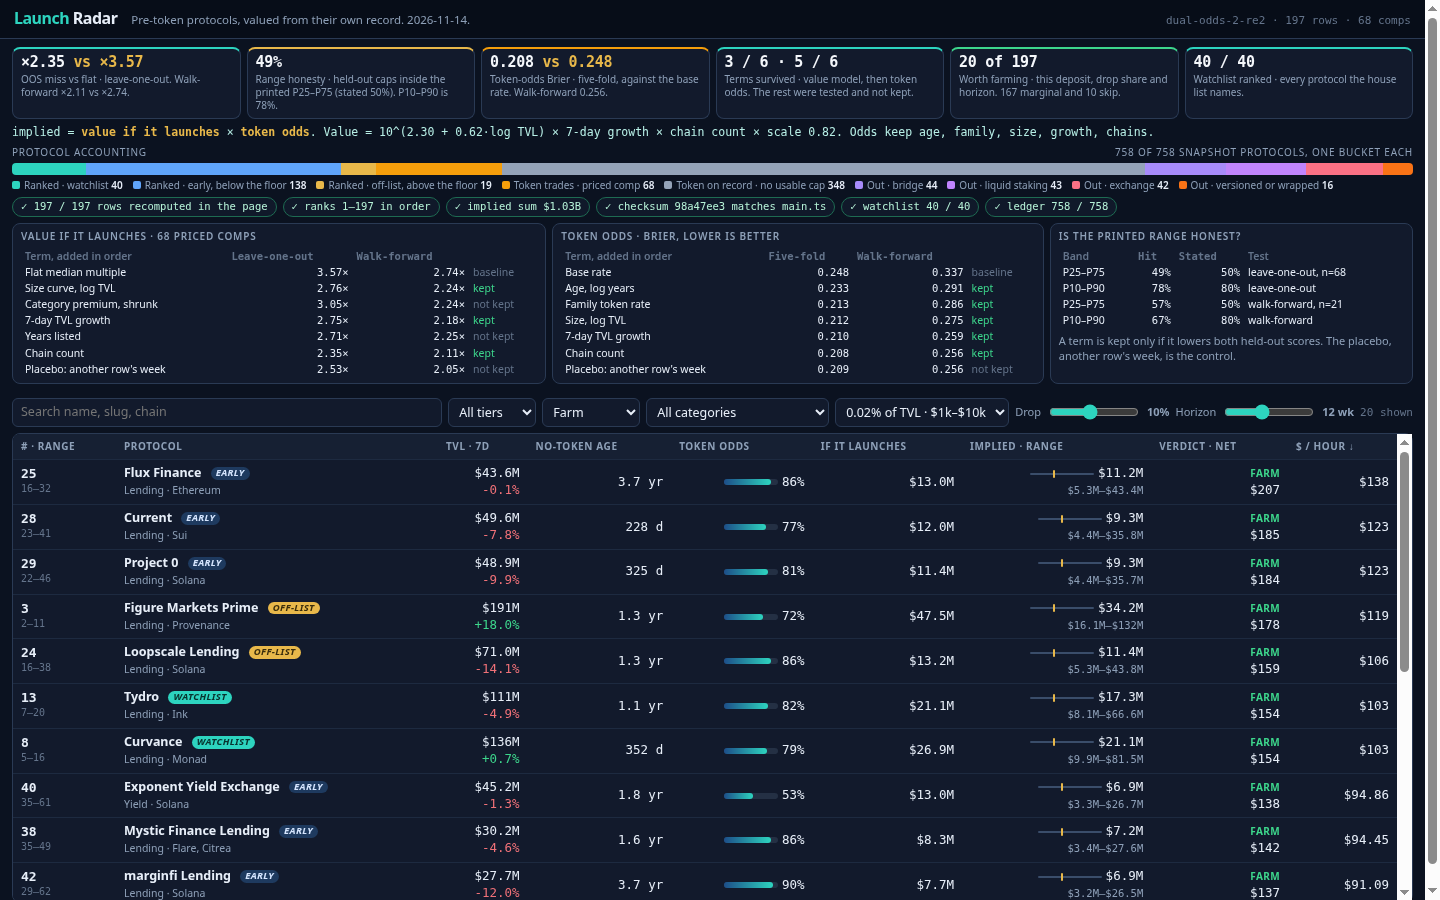 Launch Radar Pre-token protocols, valued from their own record. 2026-11-14. dual-odds-2-re2 · 197 rows · 68 comps
×2.35 vs ×3.57
OOS miss vs flat · leave-one-out. Walk-
forward ×2.11 vs ×2.74.
49%
Range honesty · held-out caps inside the
printed P25–P75 (stated 50%). P10–P90 is
78%.
0.208 vs 0.248
Token-odds Brier · five-fold, against the base
rate. Walk-forward 0.256.
3 / 6 · 5 / 6
Terms survived · value model, then token
odds. The rest were tested and not kept.
20 of 197
Worth farming · this deposit, drop share and
horizon. 167 marginal and 10 skip.
40 / 40
Watchlist ranked · every protocol the house
list names.
implied = value if it launches × token odds. Value = 10^(2.30 + 0.62·log TVL) × 7-day growth × chain count × scale 0.82. Odds keep age, family, size, growth, chains.
PROTOCOL ACCOUNTING 758 OF 758 SNAPSHOT PROTOCOLS, ONE BUCKET EACH
Ranked · watchlist 40 Ranked · early, below the floor 138 Ranked · off-list, above the floor 19 Token trades · priced comp 68 Token on record · no usable cap 348 Out · bridge 44 Out · liquid staking 43 Out · exchange 42 Out · versioned or wrapped 16
✓ 197 / 197 rows recomputed in the page ✓ ranks 1–197 in order ✓ implied sum $1.03B ✓ checksum 98a47ee3 matches main.ts ✓ watchlist 40 / 40 ✓ ledger 758 / 758
VALUE IF IT LAUNCHES · 68 PRICED COMPS
Term, added in order Leave-one-out Walk-forward
Flat median multiple 3.57× 2.74× baseline
Size curve, log TVL 2.76× 2.24× kept
Category premium, shrunk 3.05× 2.24× not kept
7-day TVL growth 2.75× 2.18× kept
Years listed 2.71× 2.25× not kept
Chain count 2.35× 2.11× kept
Placebo: another row's week 2.53× 2.05× not kept
TOKEN ODDS · BRIER, LOWER IS BETTER
Term, added in order Five-fold Walk-forward
Base rate 0.248 0.337 baseline
Age, log years 0.233 0.291 kept
Family token rate 0.213 0.286 kept
Size, log TVL 0.212 0.275 kept
7-day TVL growth 0.210 0.259 kept
Chain count 0.208 0.256 kept
Placebo: another row's week 0.209 0.256 not kept
IS THE PRINTED RANGE HONEST?
Band Hit Stated Test
P25–P75 49% 50% leave-one-out, n=68
P10–P90 78% 80% leave-one-out
P25–P75 57% 50% walk-forward, n=21
P10–P90 67% 80% walk-forward
A term is kept only if it lowers both held-out scores. The placebo,
another row's week, is the control.
Search name, slug, chain All tiers Farm All categories 0.02% of TVL · $1k–$10k Drop 10% Horizon 12 wk 20 shown
# · RANGE PROTOCOL TVL · 7D NO-TOKEN AGE TOKEN ODDS IF IT LAUNCHES IMPLIED · RANGE VERDICT · NET $ / HOUR ↓
25 Flux Finance EARLY $43.6M 3.7 yr 86% $13.0M $11.2M FARM $138
16–32 Lending · Ethereum -0.1% $5.3M–$43.4M $207
28 Current EARLY $49.6M 228 d 77% $12.0M $9.3M FARM $123
23–41 Lending · Sui -7.8% $4.4M–$35.8M $185
29 Project 0 EARLY $48.9M 325 d 81% $11.4M $9.3M FARM $123
22–46 Lending · Solana -9.9% $4.4M–$35.7M $184
3 Figure Markets Prime OFF-LIST $191M 1.3 yr 72% $47.5M $34.2M FARM $119
2–11 Lending · Provenance +18.0% $16.1M–$132M $178
24 Loopscale Lending OFF-LIST $71.0M 1.3 yr 86% $13.2M $11.4M FARM $106
16–38 Lending · Solana -14.1% $5.3M–$43.8M $159
13 Tydro WATCHLIST $111M 1.1 yr 82% $21.1M $17.3M FARM $103
7–20 Lending · Ink -4.9% $8.1M–$66.6M $154
8 Curvance WATCHLIST $136M 352 d 79% $26.9M $21.1M FARM $103
5–16 Lending · Monad +0.7% $9.9M–$81.5M $154
40 Exponent Yield Exchange EARLY $45.2M 1.8 yr 53% $13.0M $6.9M FARM $94.86
35–61 Yield · Solana -1.3% $3.3M–$26.7M $138
38 Mystic Finance Lending EARLY $30.2M 1.6 yr 86% $8.3M $7.2M FARM $94.45
35–49 Lending · Flare, Citrea -4.6% $3.4M–$27.6M $142
42 marginfi Lending EARLY $27.7M 3.7 yr 90% $7.7M $6.9M FARM $91.09
29–62 Lending · Solana -12.0% $3.2M–$26.5M $137